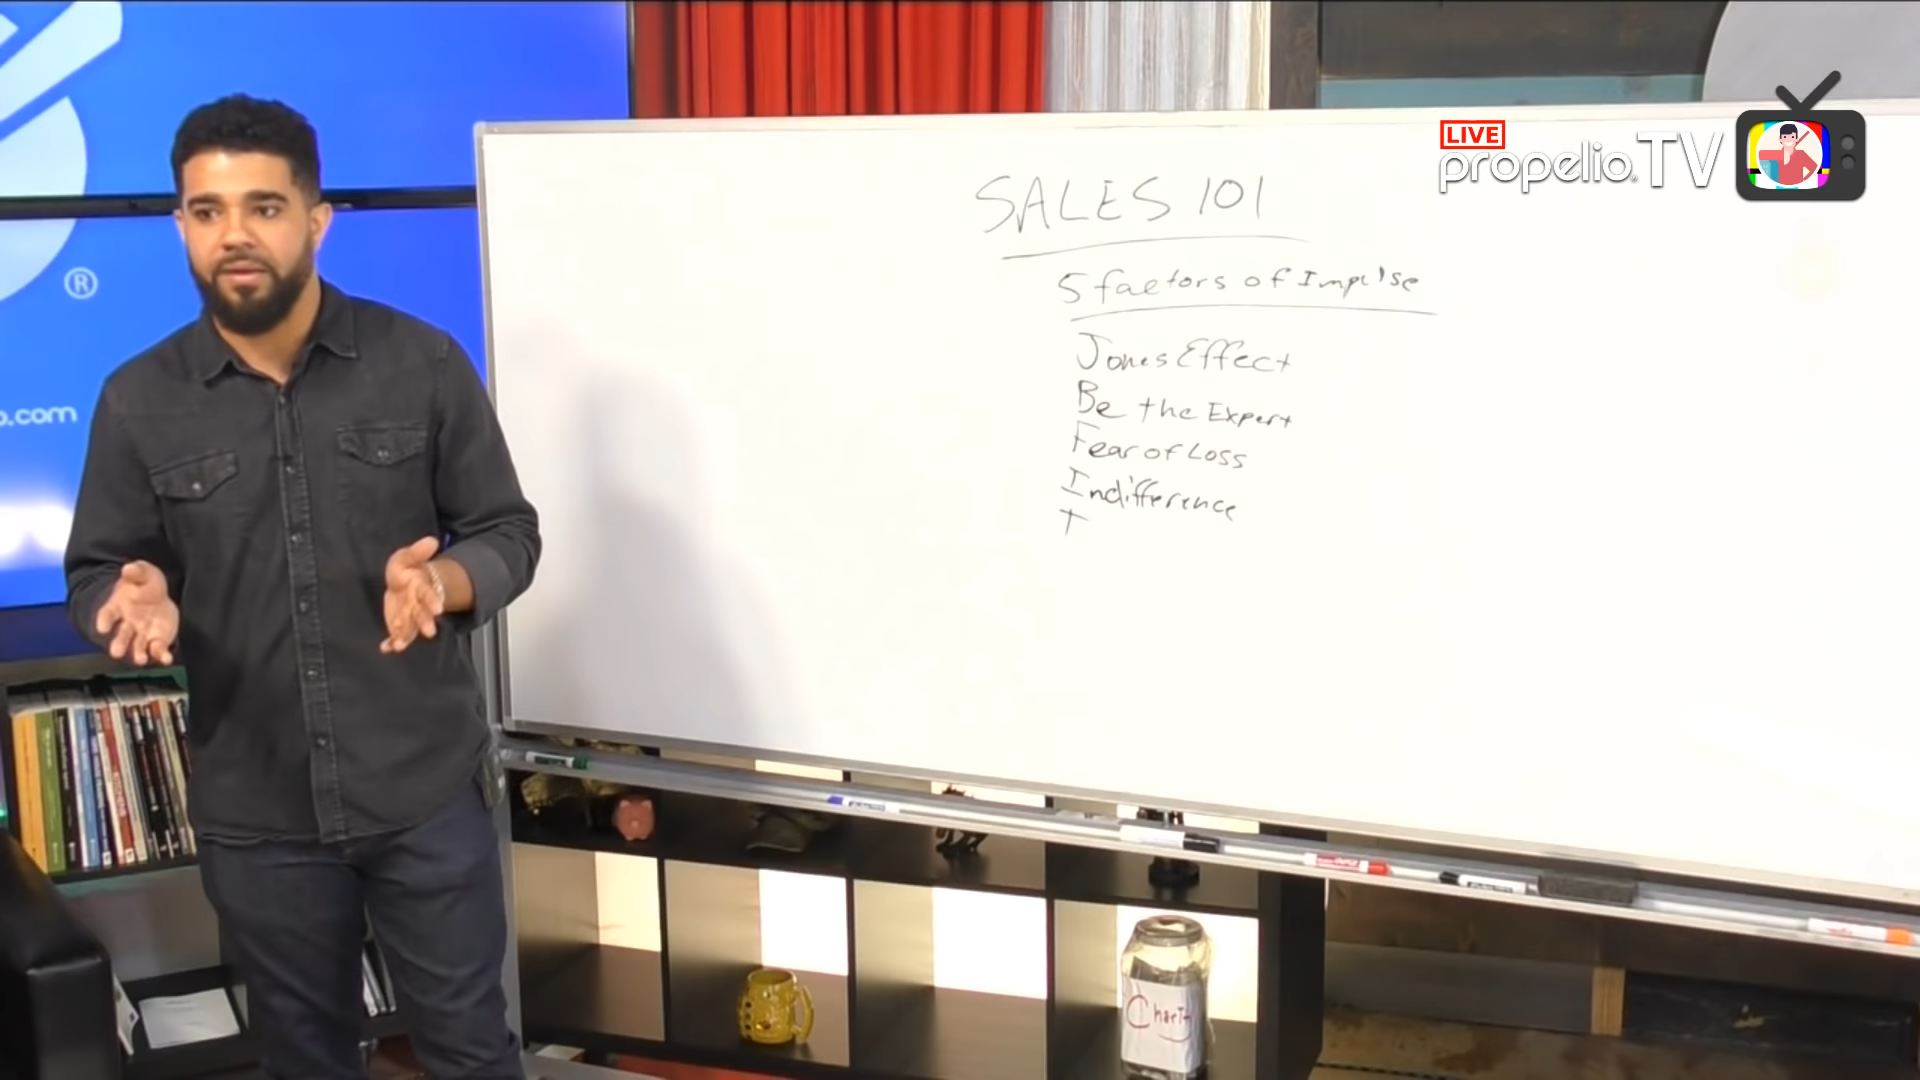 LIVE
propelio.TV
SALES 101
5 factors of Impulse
Jones Effect
Be the Expert
Fear of Loss
Indifference
I
®
o.com
Charity